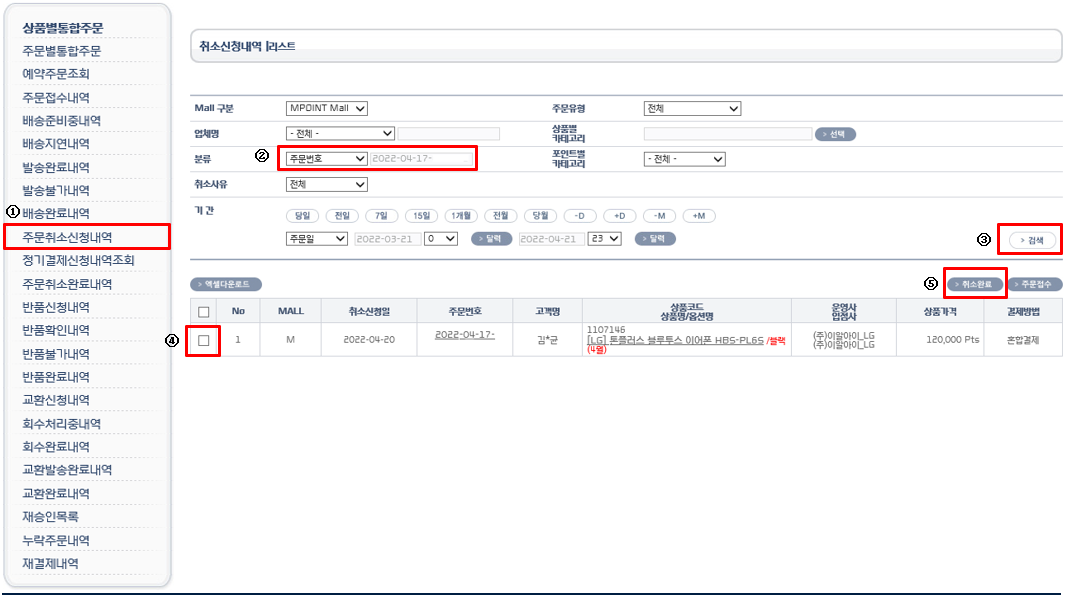 상품별통합주문
주문별통합주문
예약주문조회
주문접수내역
배송준비중내역
배송지연내역
발송완료내역
발송불가내역
① 배송완료내역
주문취소신청내역
정기결제신청내역조회
주문취소완료내역
반품신청내역
반품확인내역
반품불가내역
반품완료내역
교환신청내역
회수처리중내역
회수완료내역
교환발송완료내역
교환완료내역
재승인목록
누락주문내역
재결제내역
취소신청내역 |리스트
Mall 구분 MPOINT Mall 주문유형 전체
업체명 - 전체 - 상품별 카테고리 > 선택
분류 ② 주문번호 2022-04-17- 포인트별 카테고리 - 전체 -
취소사유 전체
기간 당일 전일 7일 15일 1개월 전월 당월 -D +D -M +M
주문일 2022-03-21 0 > 달력 2022-04-21 23 > 달력 ③ > 검색
> 엑셀다운로드 ⑤ > 취소완료 > 주문접수
No MALL 취소신청일 주문번호 고객명 상품코드 상품명/옵션명 운영사 입점사 상품가격 결제방법
④ 1 M 2022-04-20 2022-04-17- 김*균 1107146
[LG] 톤플러스 블루투스 이어폰 HBS-PL6S /블랙
(4월)
(주)이알아이_LG
(주)이알아이_LG
120,000 Pts 혼합결제